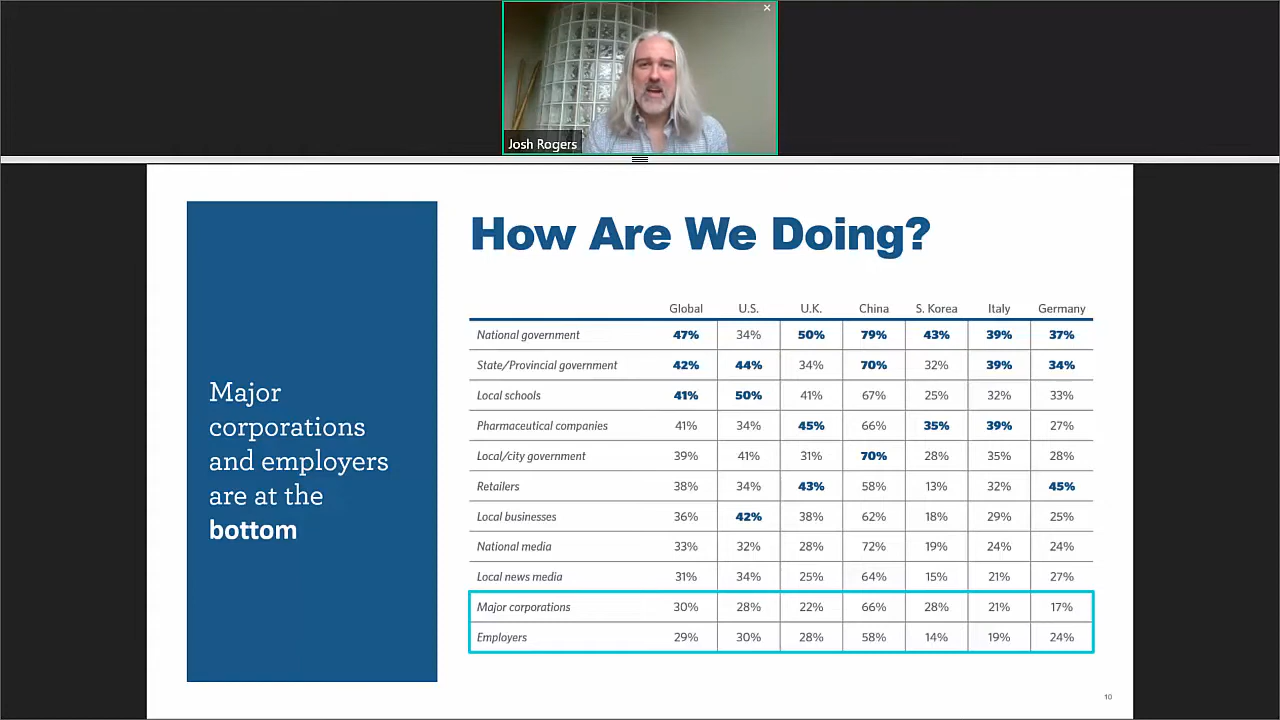 Josh Rogers
How Are We Doing?
Major
corporations
and employers
are at the
bottom
Global U.S. U.K. China S. Korea Italy Germany
National government 47% 34% 50% 79% 43% 39% 37%
State/Provincial government 42% 44% 34% 70% 32% 39% 34%
Local schools 41% 50% 41% 67% 25% 32% 33%
Pharmaceutical companies 41% 34% 45% 66% 35% 39% 27%
Local/city government 39% 41% 31% 70% 28% 35% 28%
Retailers 38% 34% 43% 58% 13% 32% 45%
Local businesses 36% 42% 38% 62% 18% 29% 25%
National media 33% 32% 28% 72% 19% 24% 24%
Local news media 31% 34% 25% 64% 15% 21% 27%
Major corporations 30% 28% 22% 66% 28% 21% 17%
Employers 29% 30% 28% 58% 14% 19% 24%
10